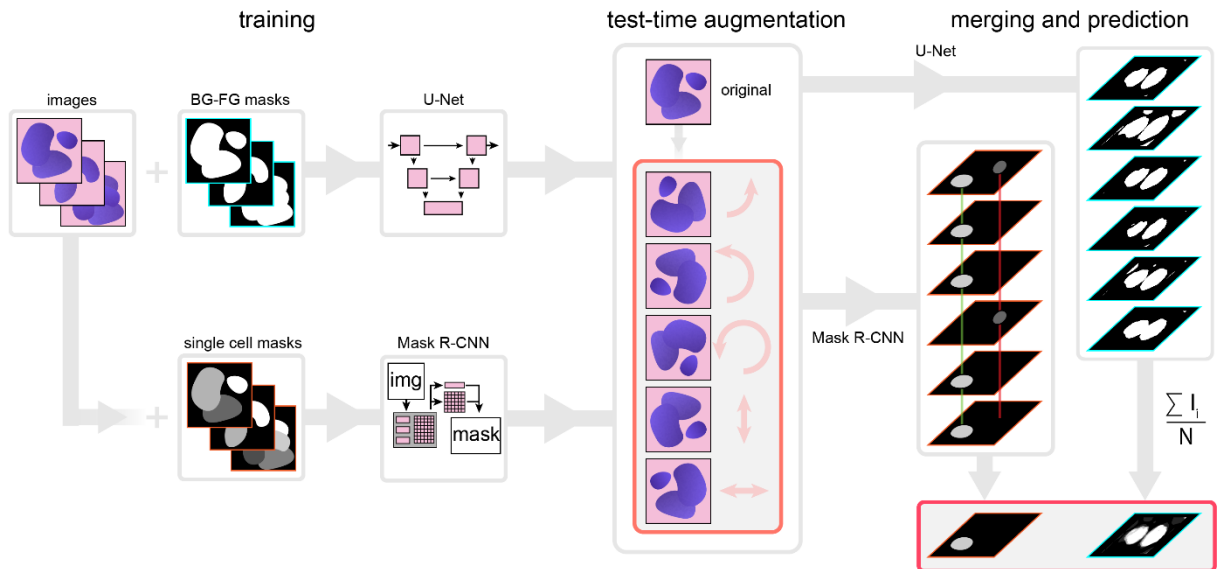 training
test-time augmentation
merging and prediction
images
BG-FG masks
U-Net
original
U-Net
single cell masks
Mask R-CNN
img
mask
Mask R-CNN
∑ I_i
N